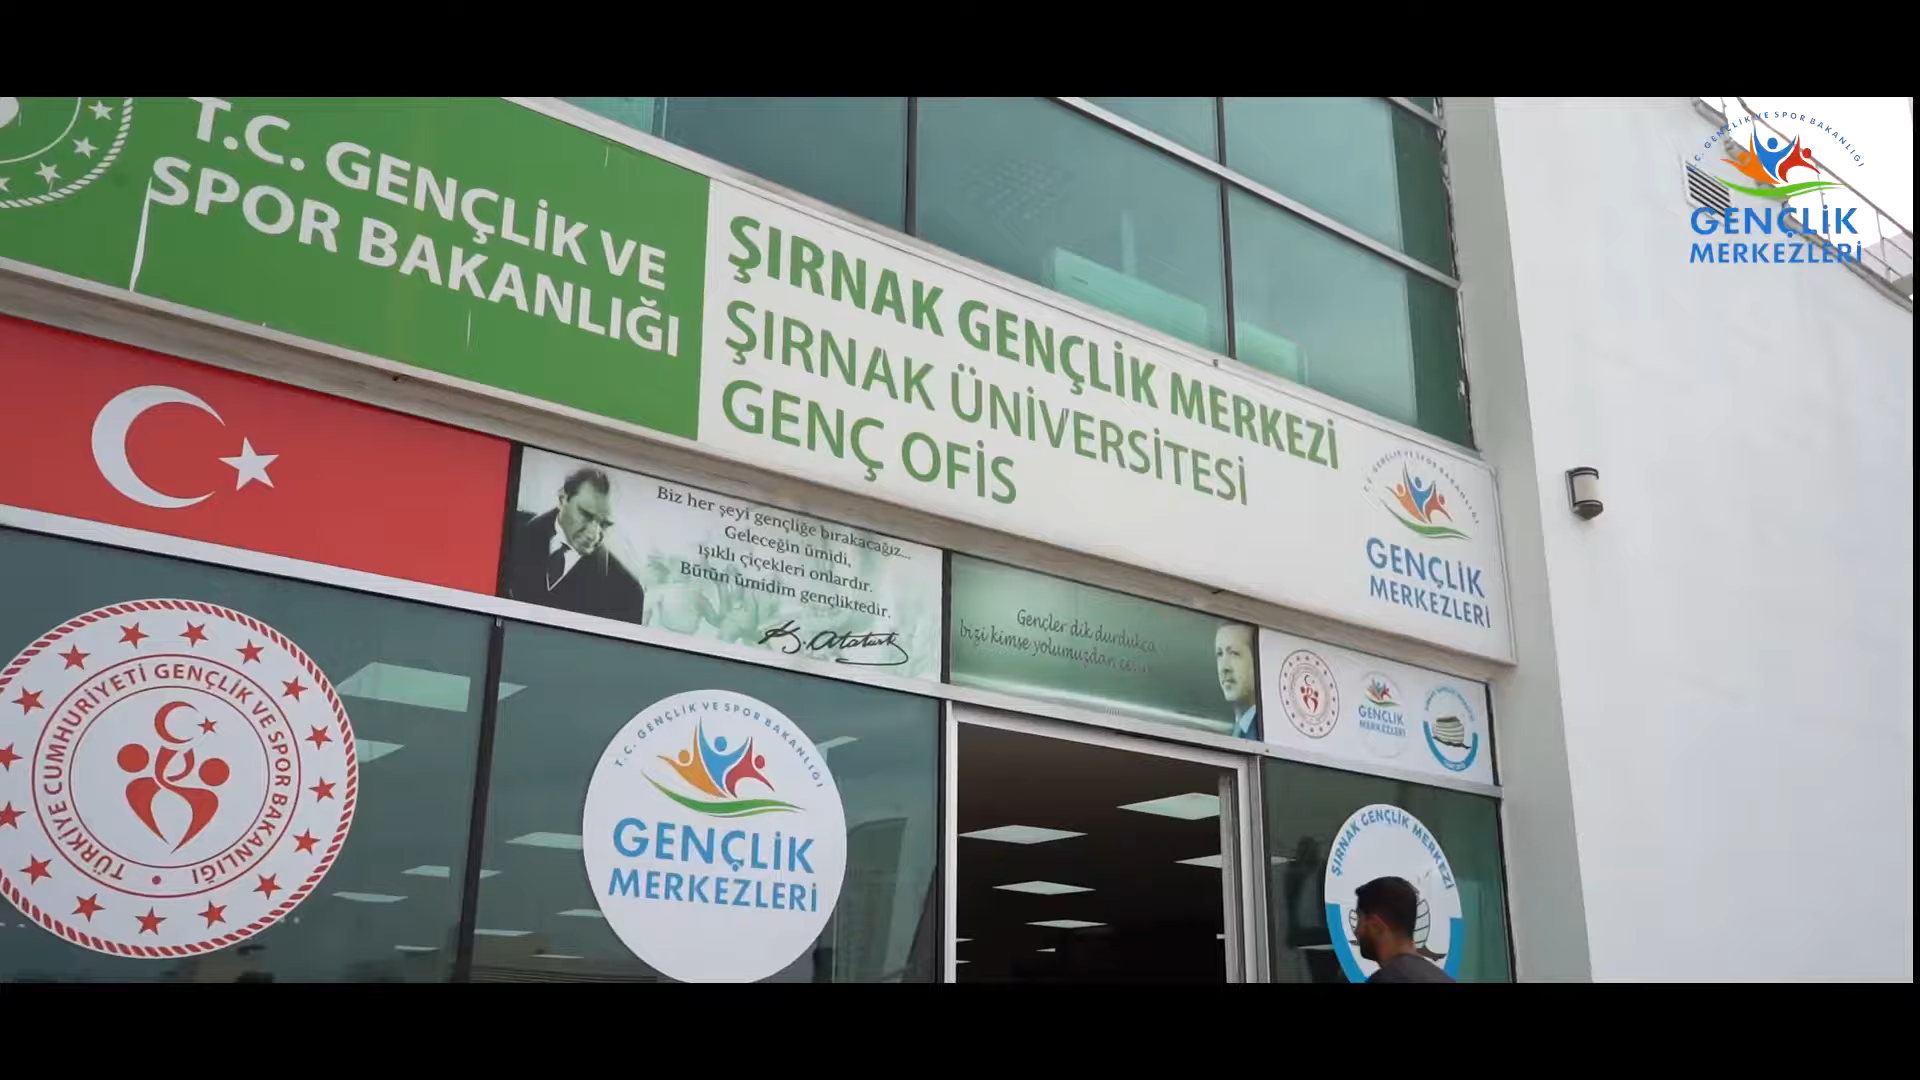 T.C. GENÇLİK VE
SPOR BAKANLIĞI
ŞIRNAK GENÇLİK MERKEZİ
ŞIRNAK ÜNİVERSİTESİ
GENÇ OFİS
T.C. GENÇLİK VE SPOR BAKANLIĞI
GENÇLİK
MERKEZLERİ
T.C. GENÇLİK VE SPOR BAKANLIĞI
GENÇLİK
MERKEZLERİ
Biz her şeyi gençliğe bırakacağız...
Geleceğin ümidi,
ışıklı çiçekleri onlardır.
Bütün ümidim gençliktedir.
K. Atatürk
Gençler dik durdukça
bizi kimse yolumuzdan
GENÇLİK
MERKEZLERİ
TÜRKİYE CUMHURİYETİ GENÇLİK VE SPOR BAKANLIĞI
T.C. GENÇLİK VE SPOR BAKANLIĞI
GENÇLİK
MERKEZLERİ
ŞIRNAK GENÇLİK MERKEZİ